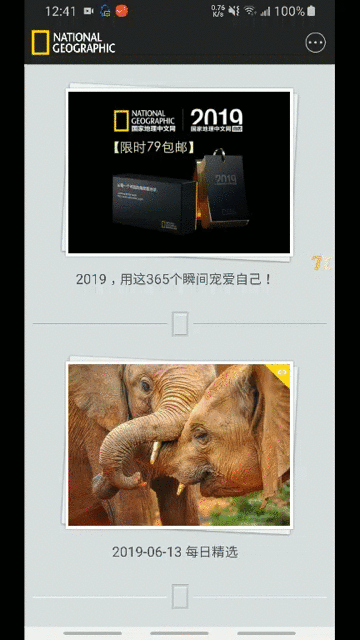 12:41
0.76
K/s
100%
NATIONAL
GEOGRAPHIC
NATIONAL
GEOGRAPHIC
国家地理中文网
2019
国家地理中文网
【限时79包邮】
2019
2019，用这365个瞬间宠爱自己！
2019-06-13 每日精选